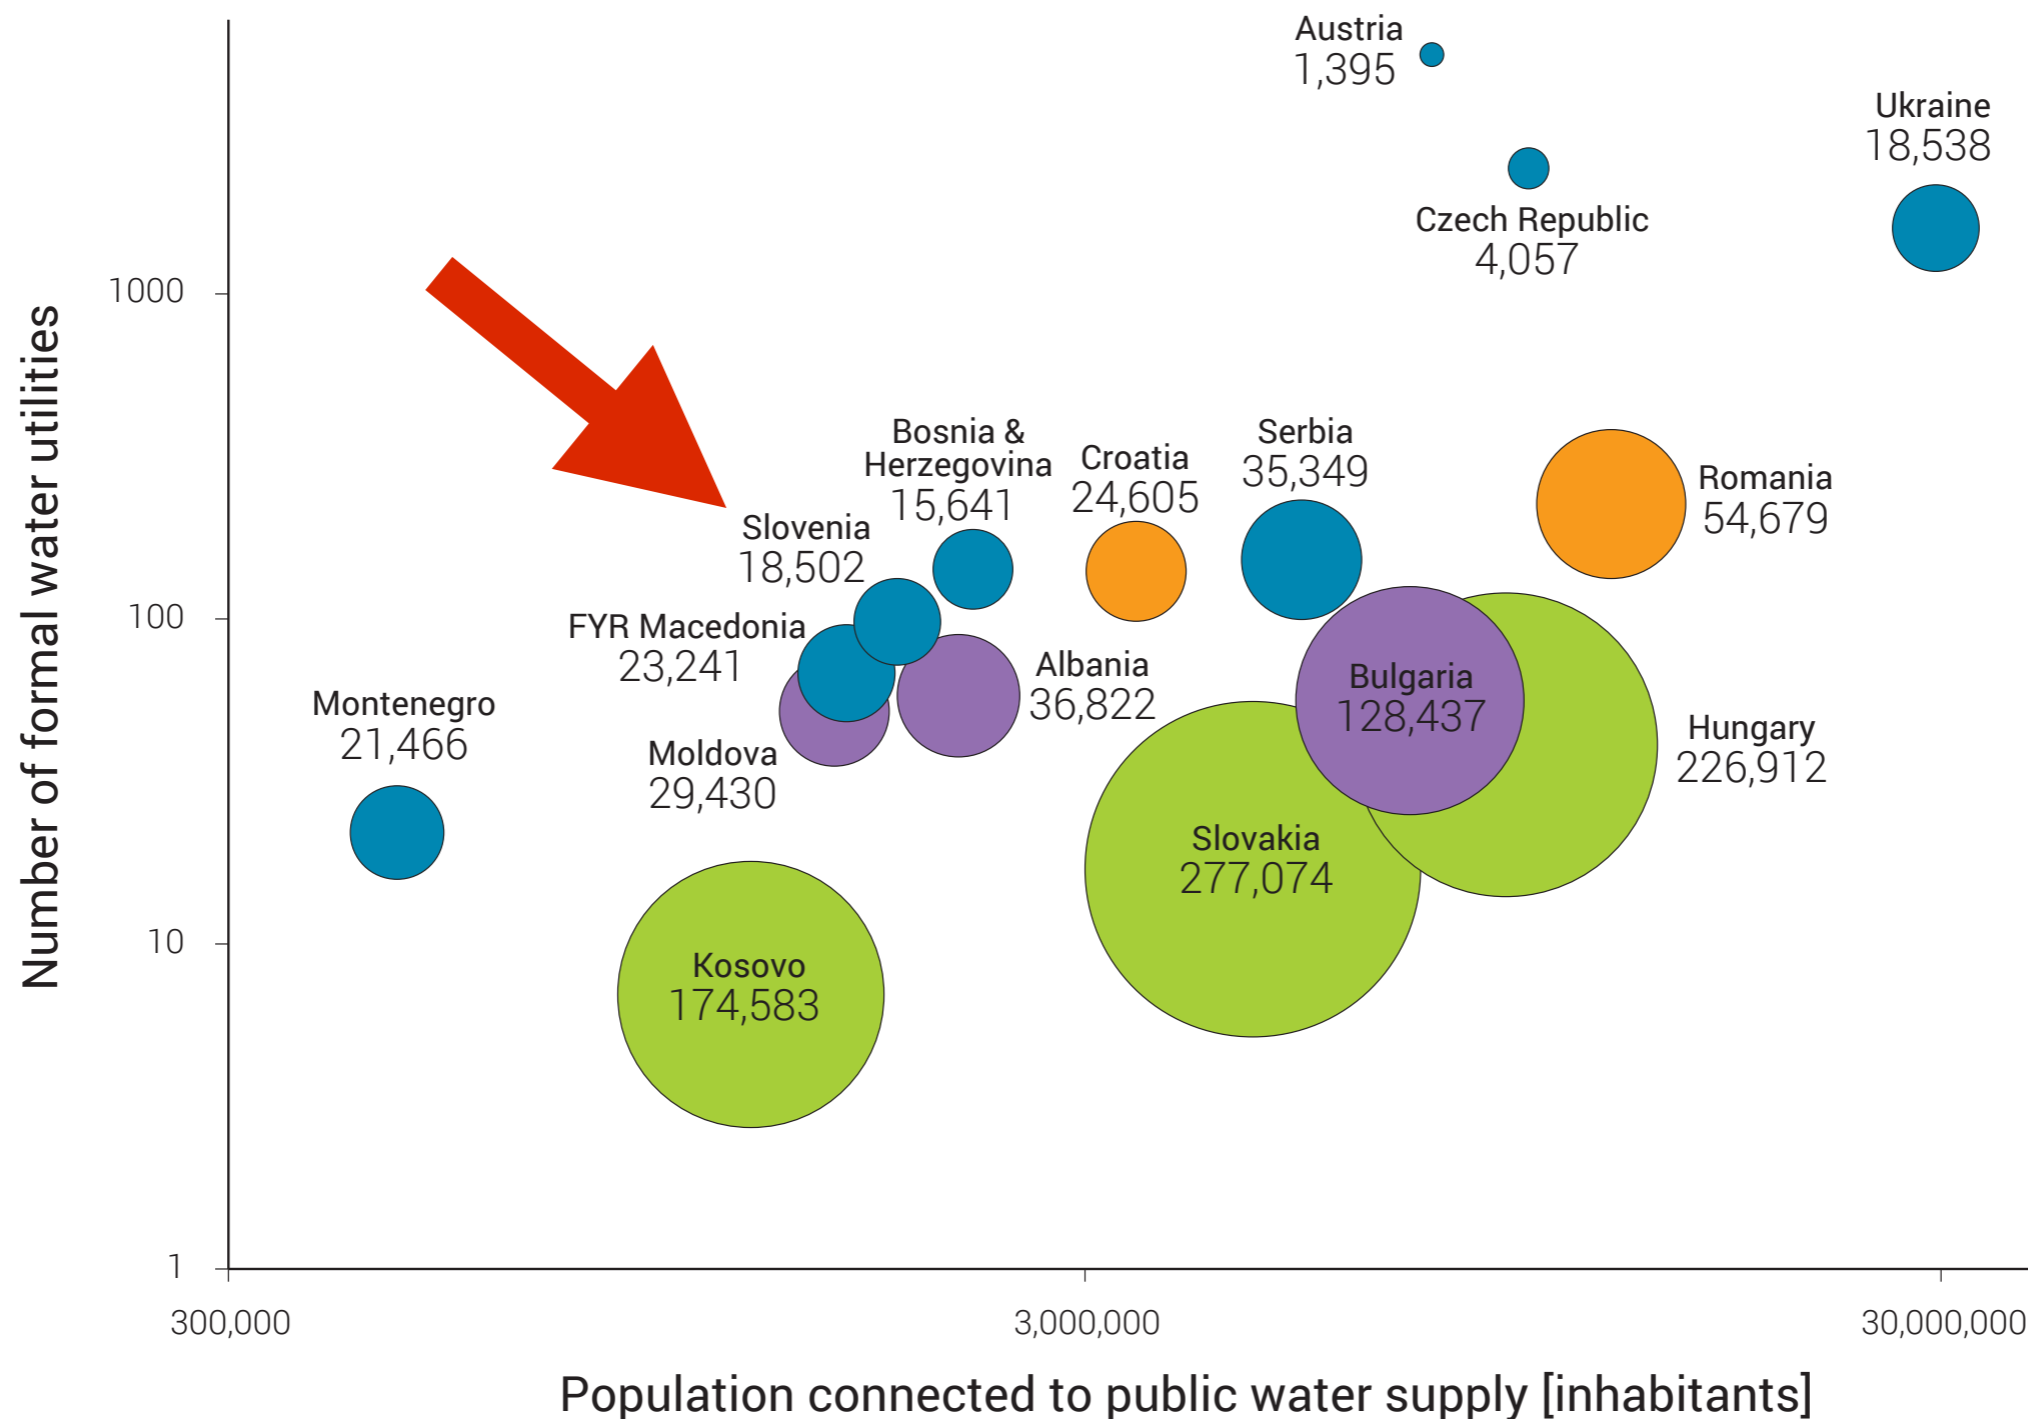 Austria
1,395
Ukraine
18,538
Czech Republic
4,057
1000
Number of formal water utilities
Bosnia &
Herzegovina
15,641
Croatia
24,605
Serbia
35,349
Romania
54,679
Slovenia
18,502
100
FYR Macedonia
23,241
Albania
36,822
Bulgaria
128,437
Montenegro
21,466
Moldova
29,430
Hungary
226,912
Slovakia
277,074
10
Kosovo
174,583
1
300,000
3,000,000
30,000,000
Population connected to public water supply [inhabitants]